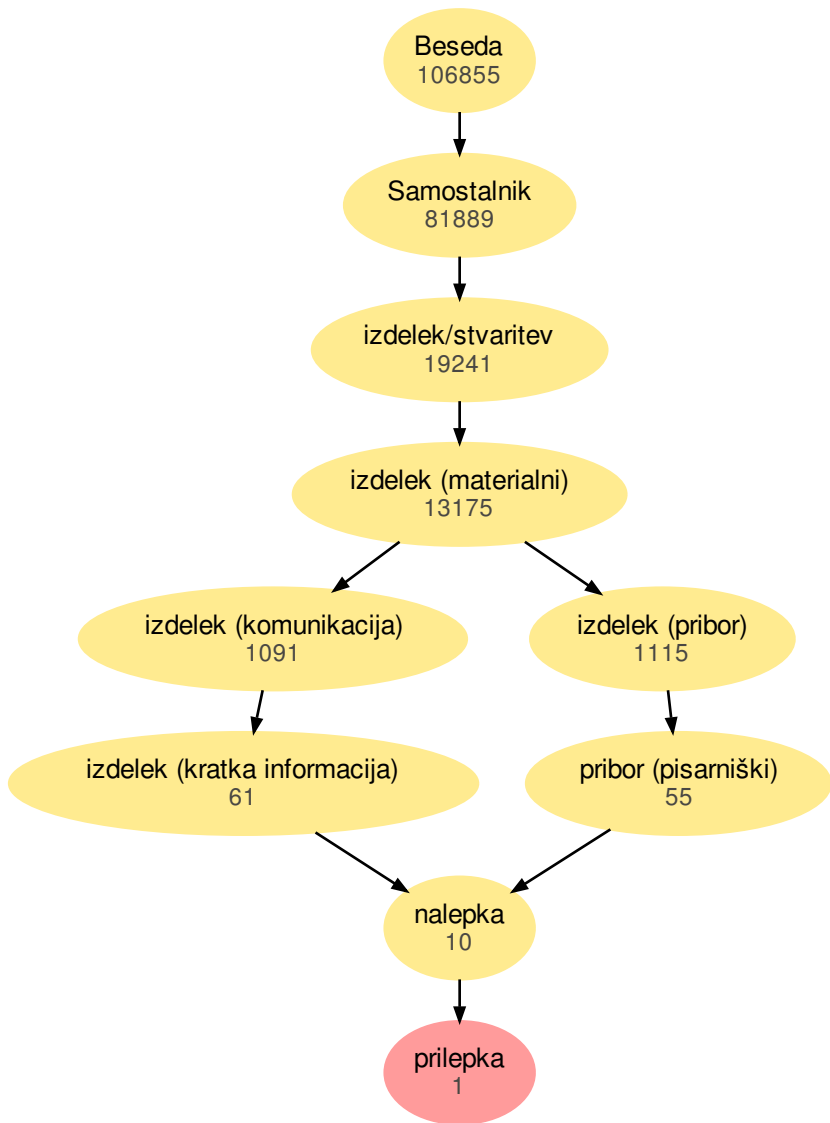 Beseda
106855
Samostalnik
81889
izdelek/stvaritev
19241
izdelek (materialni)
13175
izdelek (komunikacija)
1091
izdelek (pribor)
1115
izdelek (kratka informacija)
61
pribor (pisarniški)
55
nalepka
10
prilepka
1